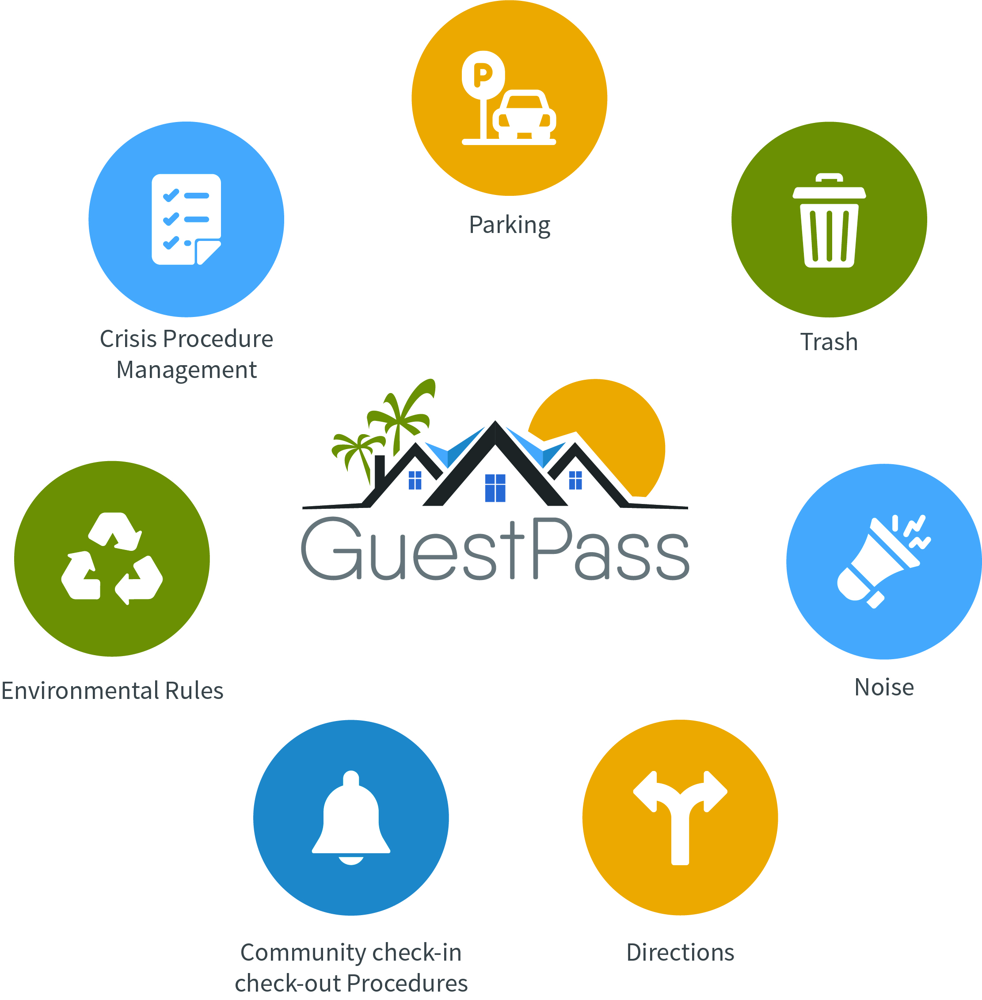 P
Parking
Crisis Procedure
Management
Trash
GuestPass
Environmental Rules
Noise
Community check-in
check-out Procedures
Directions